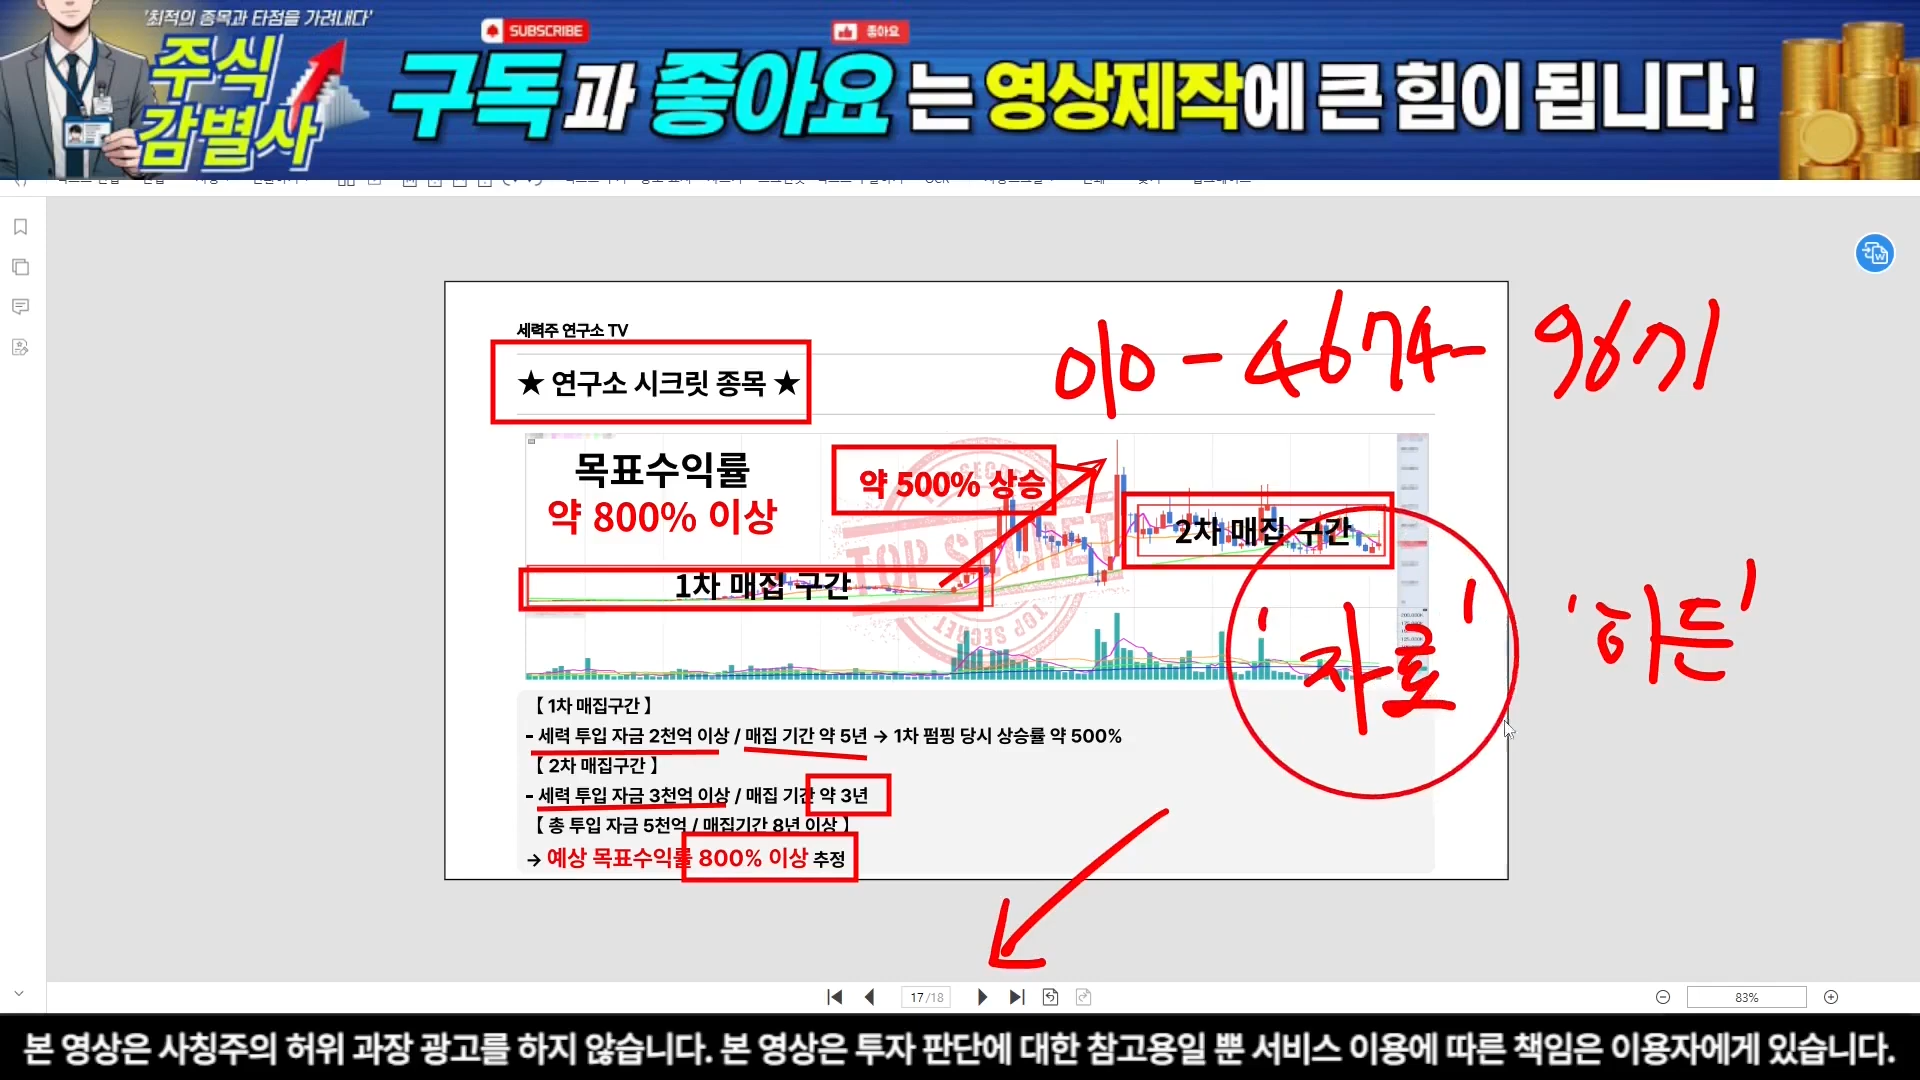 '최적의 종목과 타점을 가려내다'
주식
감별사
SUBSCRIBE
좋아요
구독과 좋아요는 영상제작에 큰 힘이 됩니다!
세력주 연구소 TV
★ 연구소 시크릿 종목 ★
010-4674-9671
목표수익률
약 800% 이상
약 500% 상승
2차 매집 구간
1차 매집 구간
TOP SECRET
TOP SECRET
'자료'
'히든'
【 1차 매집구간 】
- 세력 투입 자금 2천억 이상 / 매집 기간 약 5년 → 1차 펌핑 당시 상승률 약 500%
【 2차 매집구간 】
- 세력 투입 자금 3천억 이상 / 매집 기간 약 3년
【 총 투입 자금 5천억 / 매집기간 8년 이상 】
→ 예상 목표수익률 800% 이상 추정
17/18
83%
본 영상은 사칭주의 허위 과장 광고를 하지 않습니다. 본 영상은 투자 판단에 대한 참고용일 뿐 서비스 이용에 따른 책임은 이용자에게 있습니다.